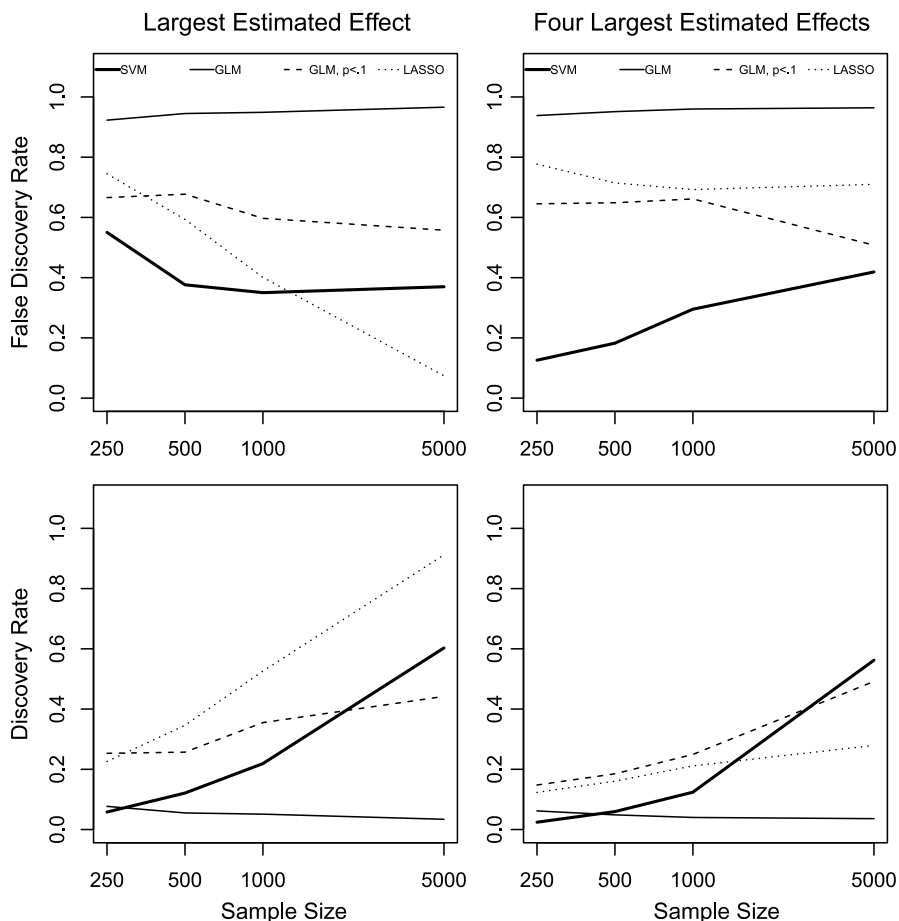 Largest Estimated Effect
Four Largest Estimated Effects
SVM GLM GLM, p<.1 LASSO
SVM GLM GLM, p<.1 LASSO
False Discovery Rate
1.0
0.8
0.6
0.4
0.2
0.0
1.0
0.8
0.6
0.4
0.2
0.0
250 500 1000 5000
250 500 1000 5000
Discovery Rate
1.0
0.8
0.6
0.4
0.2
0.0
1.0
0.8
0.6
0.4
0.2
0.0
250 500 1000 5000
250 500 1000 5000
Sample Size
Sample Size